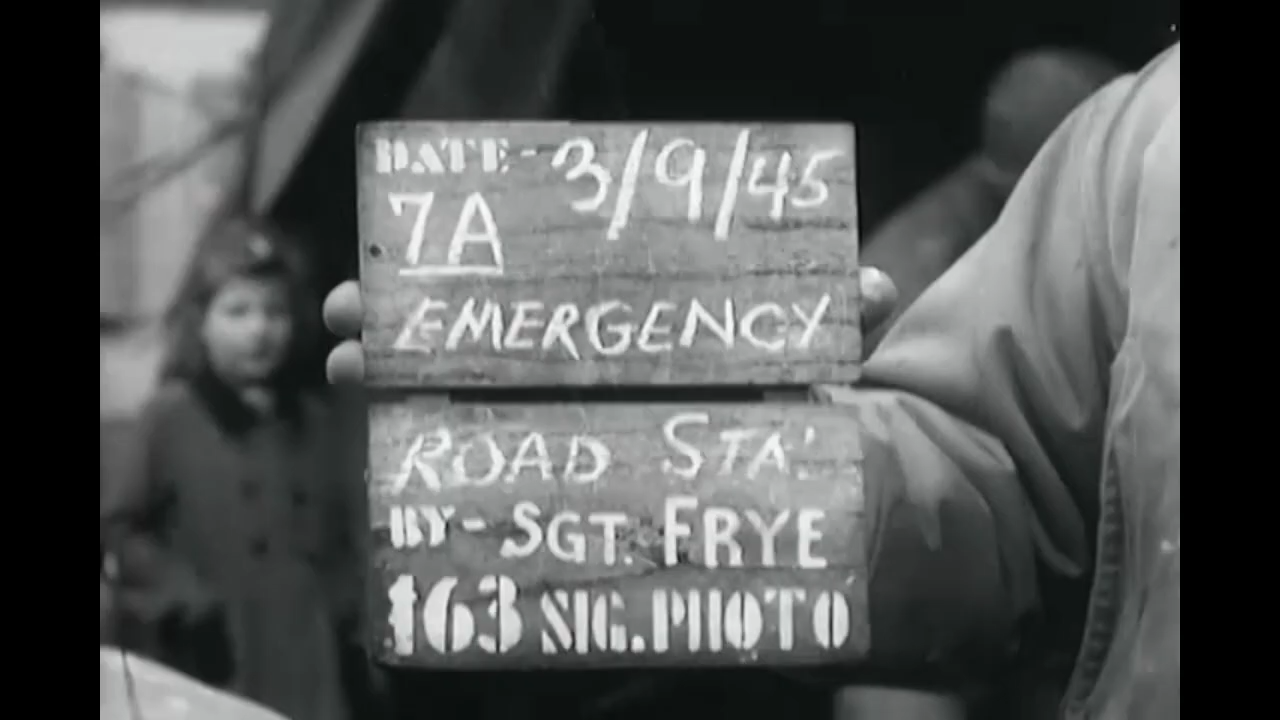 DATE- 3/9/45
7A
EMERGENCY
ROAD STA.
BY- SGT. FRYE
163 SIG. PHOTO